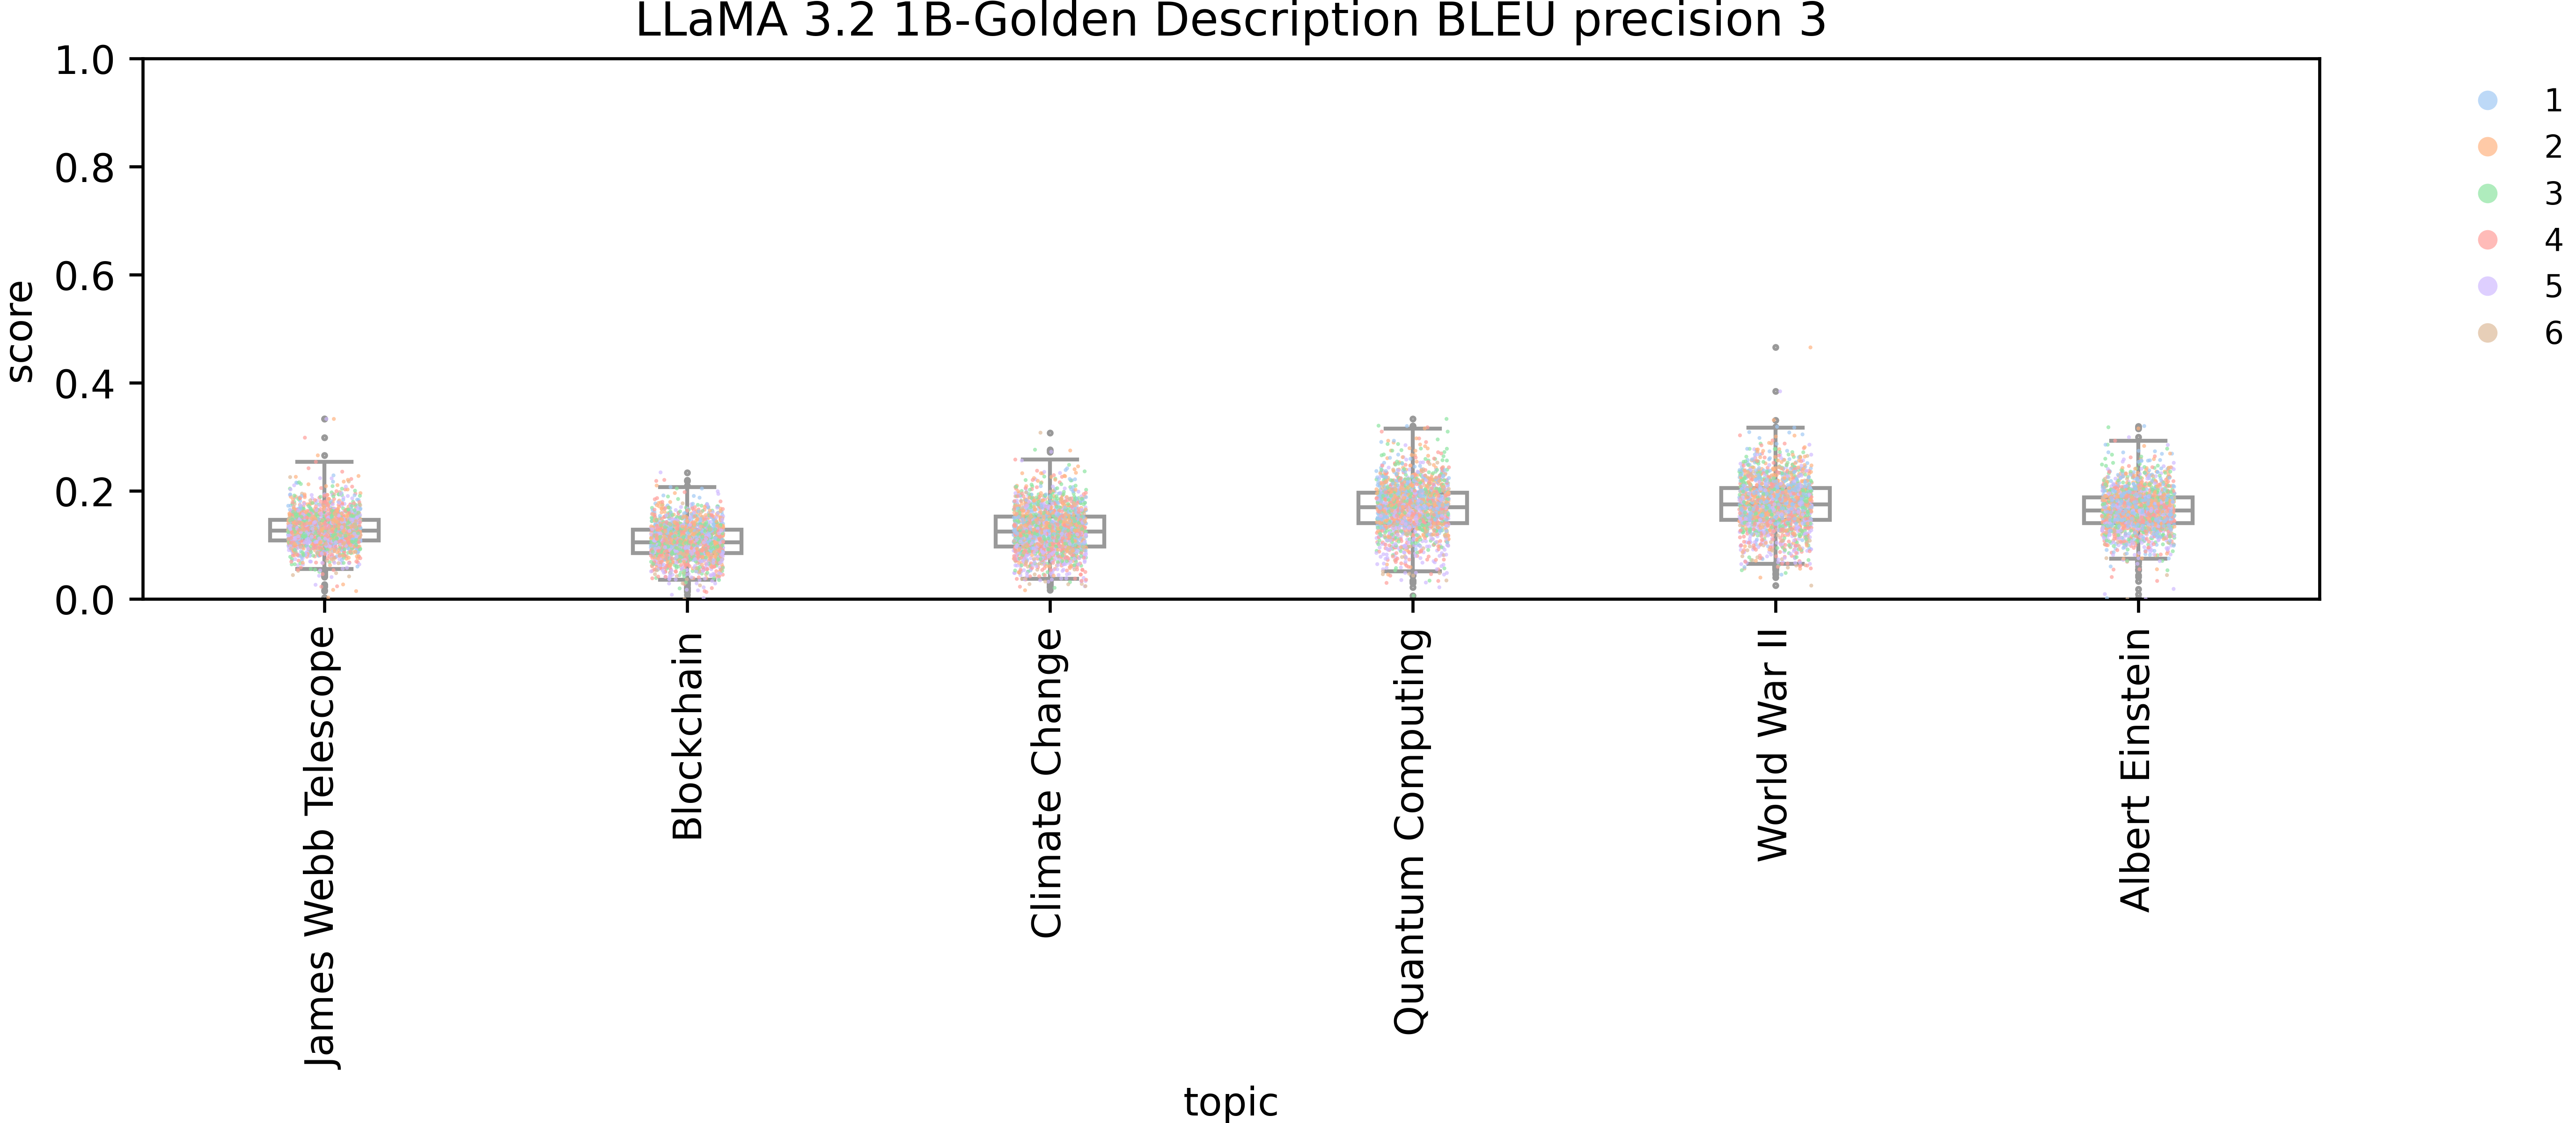 LLaMA 3.2 1B-Golden Description BLEU precision 3
1.0
0.8
0.6
0.4
0.2
0.0
score
James Webb Telescope
Blockchain
Climate Change
Quantum Computing
World War II
Albert Einstein
topic
1
2
3
4
5
6